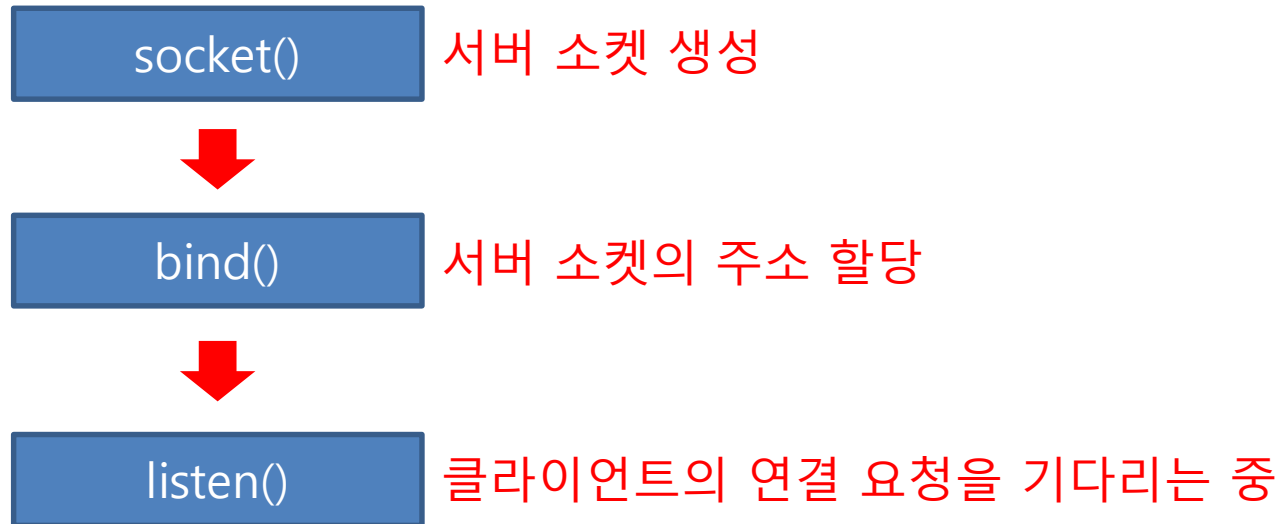 socket() 서버 소켓 생성
bind() 서버 소켓의 주소 할당
listen() 클라이언트의 연결 요청을 기다리는 중